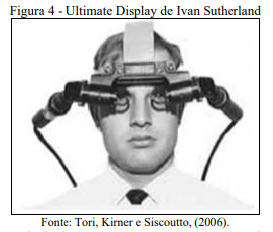 Figura 4 - Ultimate Display de Ivan Sutherland
Fonte: Tori, Kirner e Siscoutto, (2006).